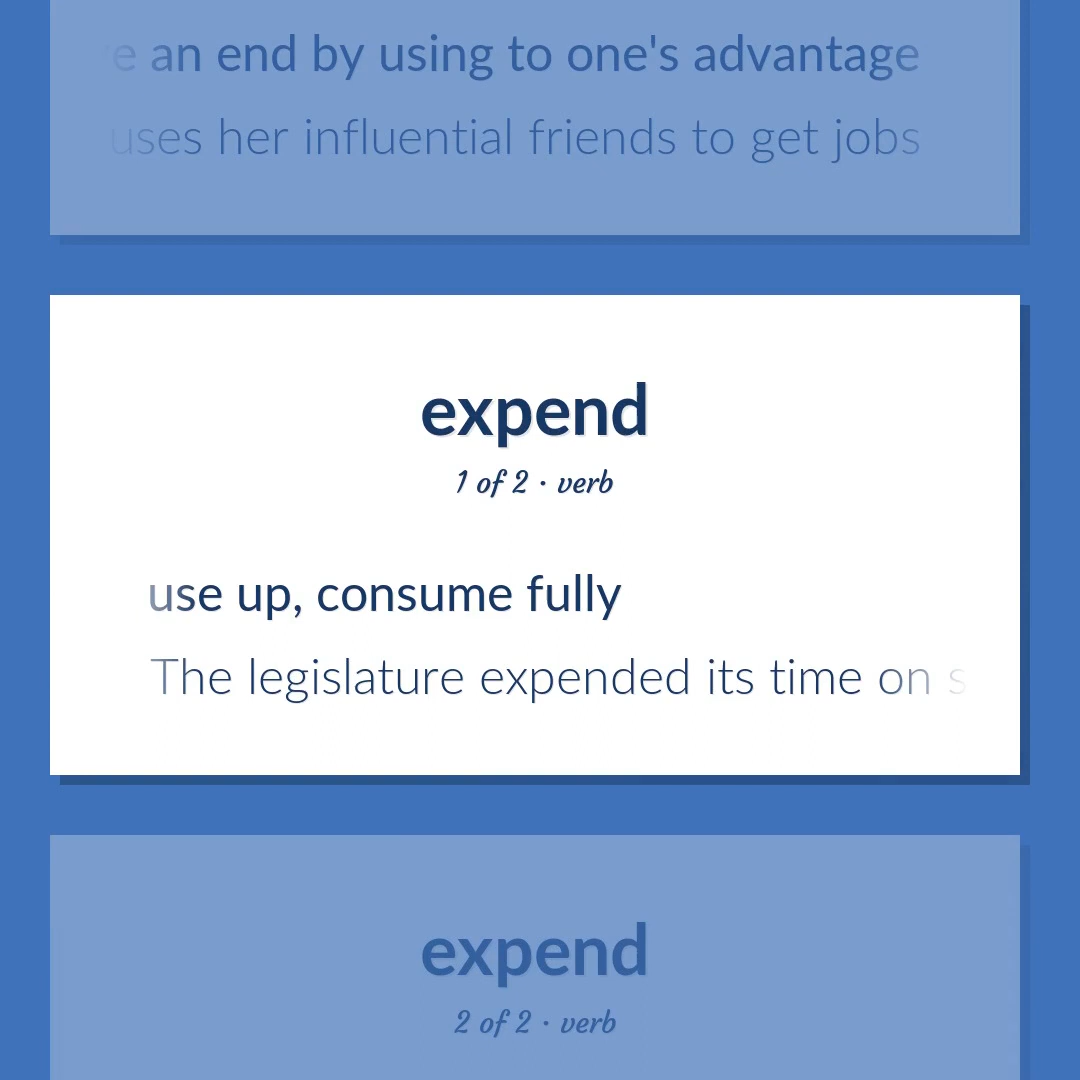 an end by using to one's advantage
uses her influential friends to get jobs
expend
1 of 2 · verb
use up, consume fully
The legislature expended its time on
expend
2 of 2 · verb